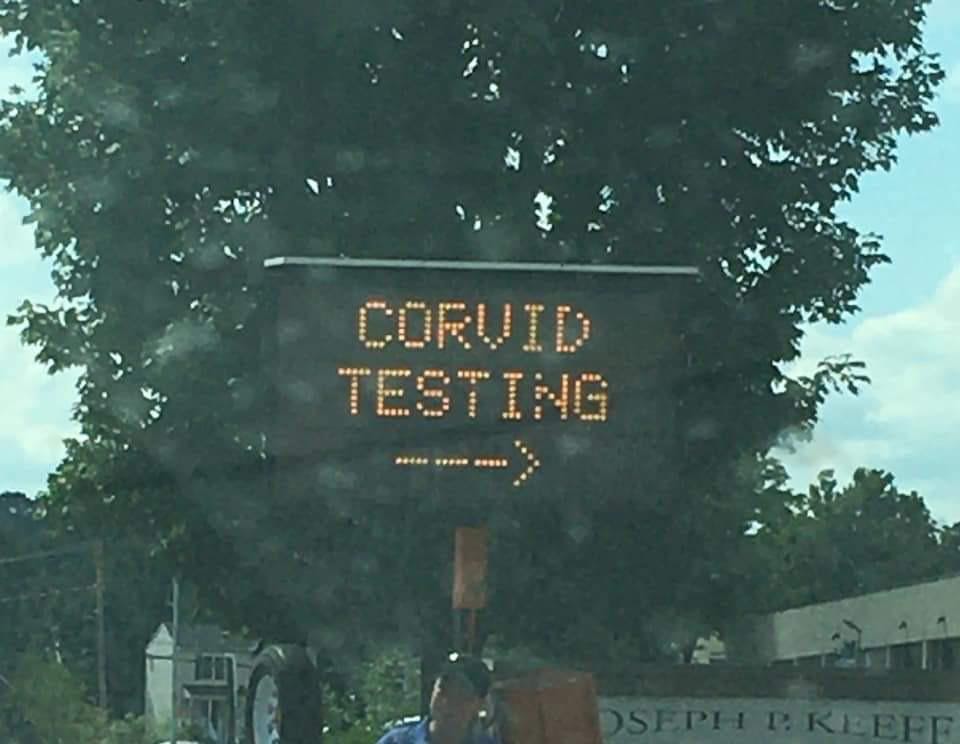 CORVID
TESTING
---->
OSEPH P. KEEFE